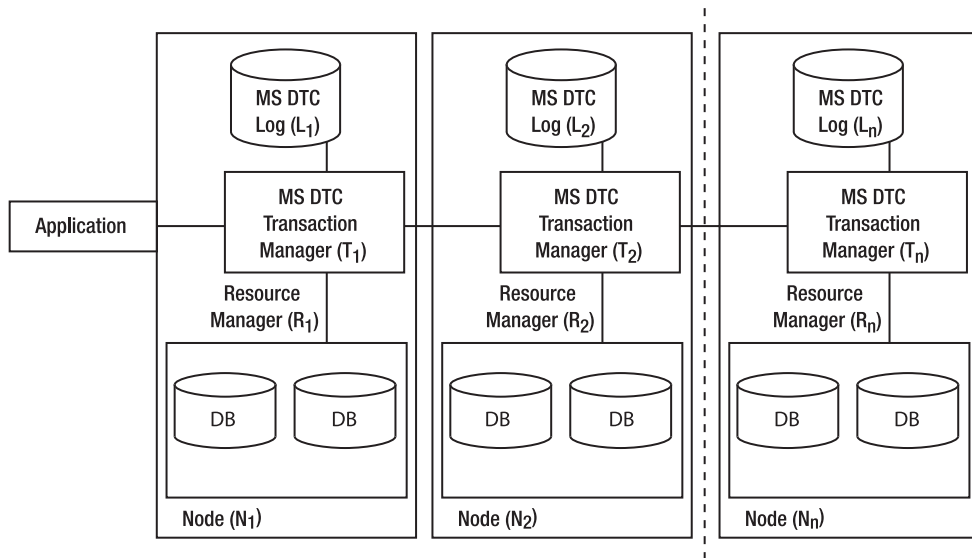 Application
MS DTC
Log (L1)
MS DTC
Transaction
Manager (T1)
Resource
Manager (R1)
DB
DB
Node (N1)
MS DTC
Log (L2)
MS DTC
Transaction
Manager (T2)
Resource
Manager (R2)
DB
DB
Node (N2)
MS DTC
Log (Ln)
MS DTC
Transaction
Manager (Tn)
Resource
Manager (Rn)
DB
DB
Node (Nn)